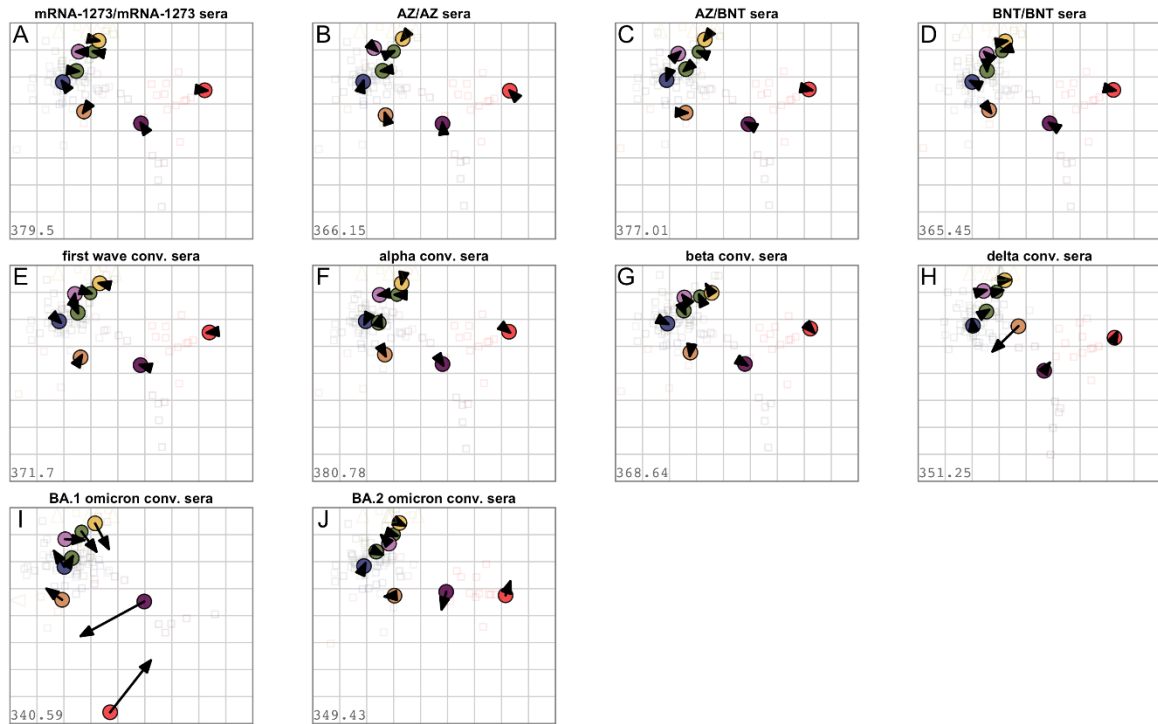 mRNA-1273/mRNA-1273 sera
A
379.5
AZ/AZ sera
B
366.15
AZ/BNT sera
C
377.01
BNT/BNT sera
D
365.45
first wave conv. sera
E
371.7
alpha conv. sera
F
380.78
beta conv. sera
G
368.64
delta conv. sera
H
351.25
BA.1 omicron conv. sera
I
340.59
BA.2 omicron conv. sera
J
349.43